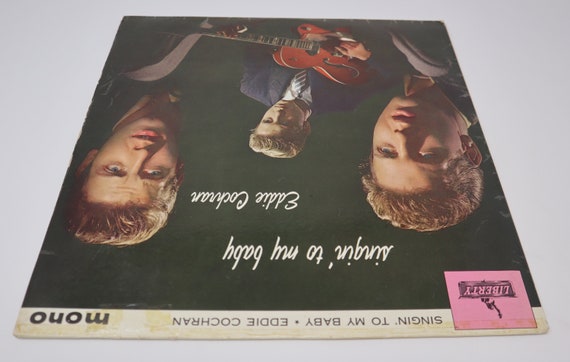 mono
SINGIN' TO MY BABY • EDDIE COCHRAN
LIBERTY
singin' to my baby
Eddie Cochran